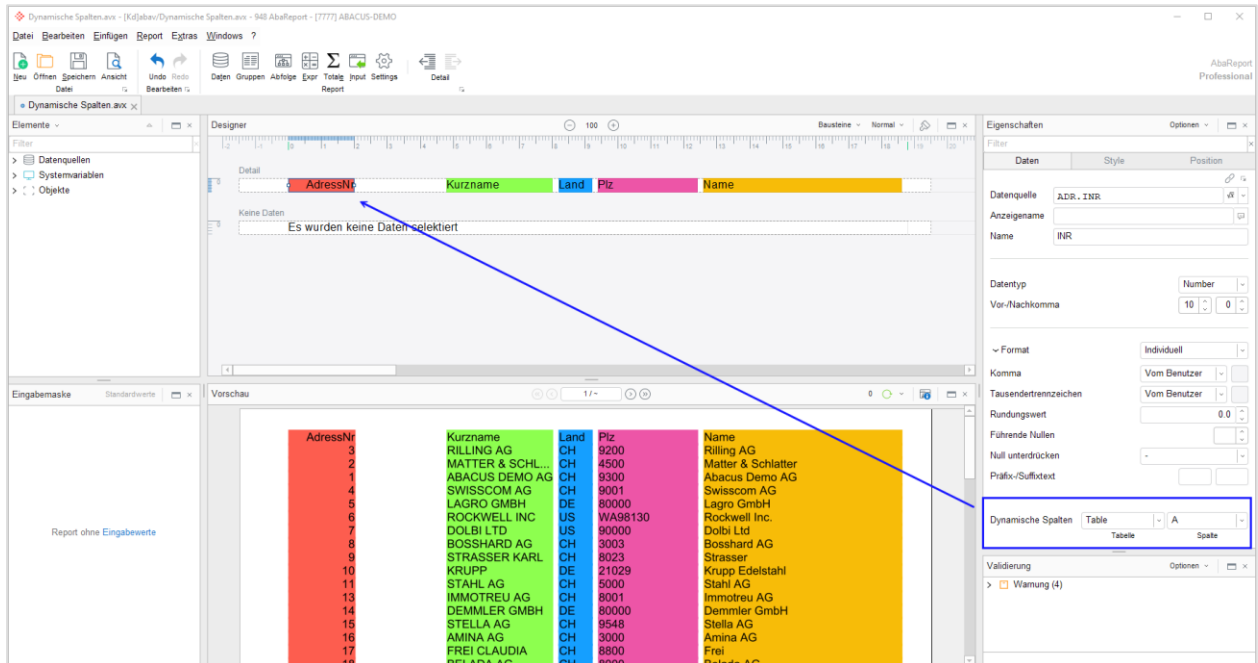 Dynamische Spalten.avs - [Kd]abav/Dynamische Spalten.avs - 948 AbaReport - [7777] ABACUS-DEMO
Datei Bearbeiten Einfügen Report Extras Windows ?
Neu Öffnen Speichern Ansicht Undo Redo Daten Gruppen Abfolge Expr Totale Input Settings Detail
Datei Bearbeiten Report
AbaReport
Professional
Dynamische Spalten.avx
Elemente
Filter
Datenquellen
Systemvariablen
Objekte
Designer 100 Bausteine Normal
Detail
AdressNr Kurzname Land Plz Name
Keine Daten
Es wurden keine Daten selektiert
Eigenschaften Optionen
Filter
Daten Style Position
Datenquelle ADR.INR
Anzeigename
Name INR
Datentyp Number
Vor-/Nachkomma 10 0
Format Individuell
Komma Vom Benutzer
Tausendertrennzeichen Vom Benutzer
Rundungswert 0.0
Führende Nullen
Null unterdrücken -
Präfix-/Suffixtext
Dynamische Spalten Table A
Tabelle Spalte
Validierung Optionen
Warnung (4)
Eingabemaske Standardwerte
Report ohne Eingabewerte
Vorschau 1 / - 0
AdressNr Kurzname Land Plz Name
3 RILLING AG CH 9200 Rilling AG
2 MATTER & SCHL... CH 4500 Matter & Schlatter
1 ABACUS DEMO AG CH 9300 Abacus Demo AG
4 SWISSCOM AG CH 9001 Swisscom AG
5 LAGRO GMBH DE 80000 Lagro GmbH
6 ROCKWELL INC US WA98130 Rockwell Inc.
7 DOLBI LTD US 90000 Dolbi Ltd
8 BOSSHARD AG CH 3003 Bosshard AG
9 STRASSER KARL CH 8023 Strasser
10 KRUPP DE 21029 Krupp Edelstahl
11 STAHL AG CH 5000 Stahl AG
13 IMMOTREU AG CH 8001 Immotreu AG
14 DEMMLER GMBH DE 80000 Demmler GmbH
15 STELLA AG CH 9548 Stella AG
16 AMINA AG CH 3000 Amina AG
17 FREI CLAUDIA CH 8800 Frei